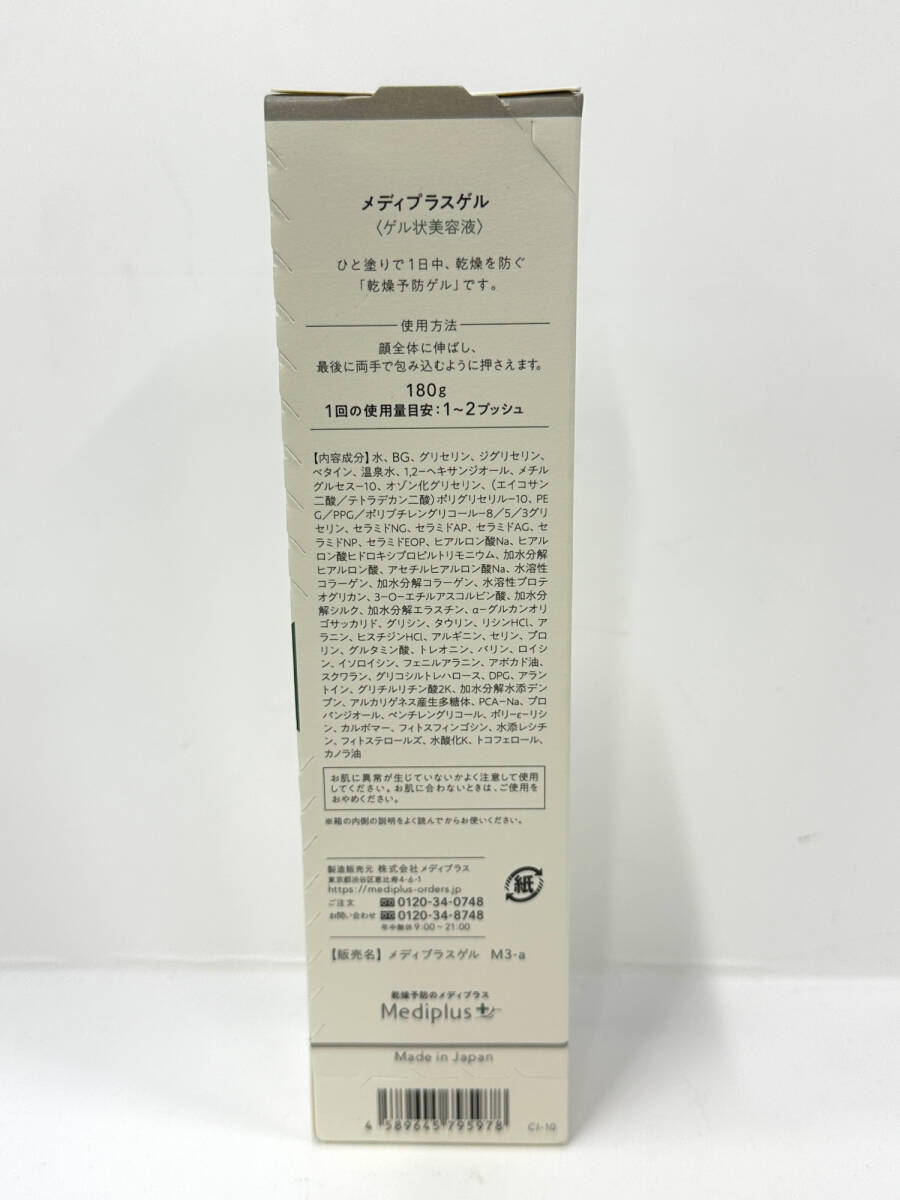 メディプラスゲル
〈ゲル状美容液〉
ひと塗りで1日中、乾燥を防ぐ
「乾燥予防ゲル」です。
使用方法
顔全体に伸ばし、
最後に両手で包み込むように押さえます。
180g
1回の使用量目安：1～2プッシュ
【内容成分】水、BG、グリセリン、ジグリセリン、
ベタイン、温泉水、1,2-ヘキサンジオール、メチル
グルセス-10、オゾン化グリセリン、（エイコサン
二酸／テトラデカン二酸）ポリグリセリル-10、PE
G／PPG／ポリブチレングリコール-8／5／3グリ
セリン、セラミドNG、セラミドAP、セラミドAG、セ
ラミドNP、セラミドEOP、ヒアルロン酸Na、ヒアル
ロン酸ヒドロキシプロピルトリモニウム、加水分解
ヒアルロン酸、アセチルヒアルロン酸Na、水溶性
コラーゲン、加水分解コラーゲン、水溶性プロテ
オグリカン、3-O-エチルアスコルビン酸、加水分
解シルク、加水分解エラスチン、α-グルカンオリ
ゴサッカリド、グリシン、タウリン、リシンHCl、ア
ラニン、ヒスチジンHCl、アルギニン、セリン、プロ
リン、グルタミン酸、トレオニン、バリン、ロイシ
ン、イソロイシン、フェニルアラニン、アボカド油、
スクワラン、グリコシルトレハロース、DPG、アラン
トイン、グリチルリチン酸2K、加水分解水添デン
プン、アルカリゲネス産生多糖体、PCA-Na、プロ
パンジオール、ペンチレングリコール、ポリ-ε-リシ
ン、カルボマー、フィトスフィンゴシン、水添レシチ
ン、フィトステロールズ、水酸化K、トコフェロール、
カノラ油
お肌に異常が生じていないかよく注意して使用
してください。お肌に合わないときは、ご使用を
おやめください。
※箱の内側の説明をよく読んでからお使いください。
製造販売元 株式会社メディプラス
東京都渋谷区恵比寿4-6-1
https://mediplus-orders.jp
ご注文 0120-34-0748
お問い合わせ 0120-34-8748
年中無休9:00～21:00
紙
【販売名】メディプラスゲル M3-a
乾燥予防のメディプラス
Mediplus
Made in Japan
4 589645 795978
CJ-10